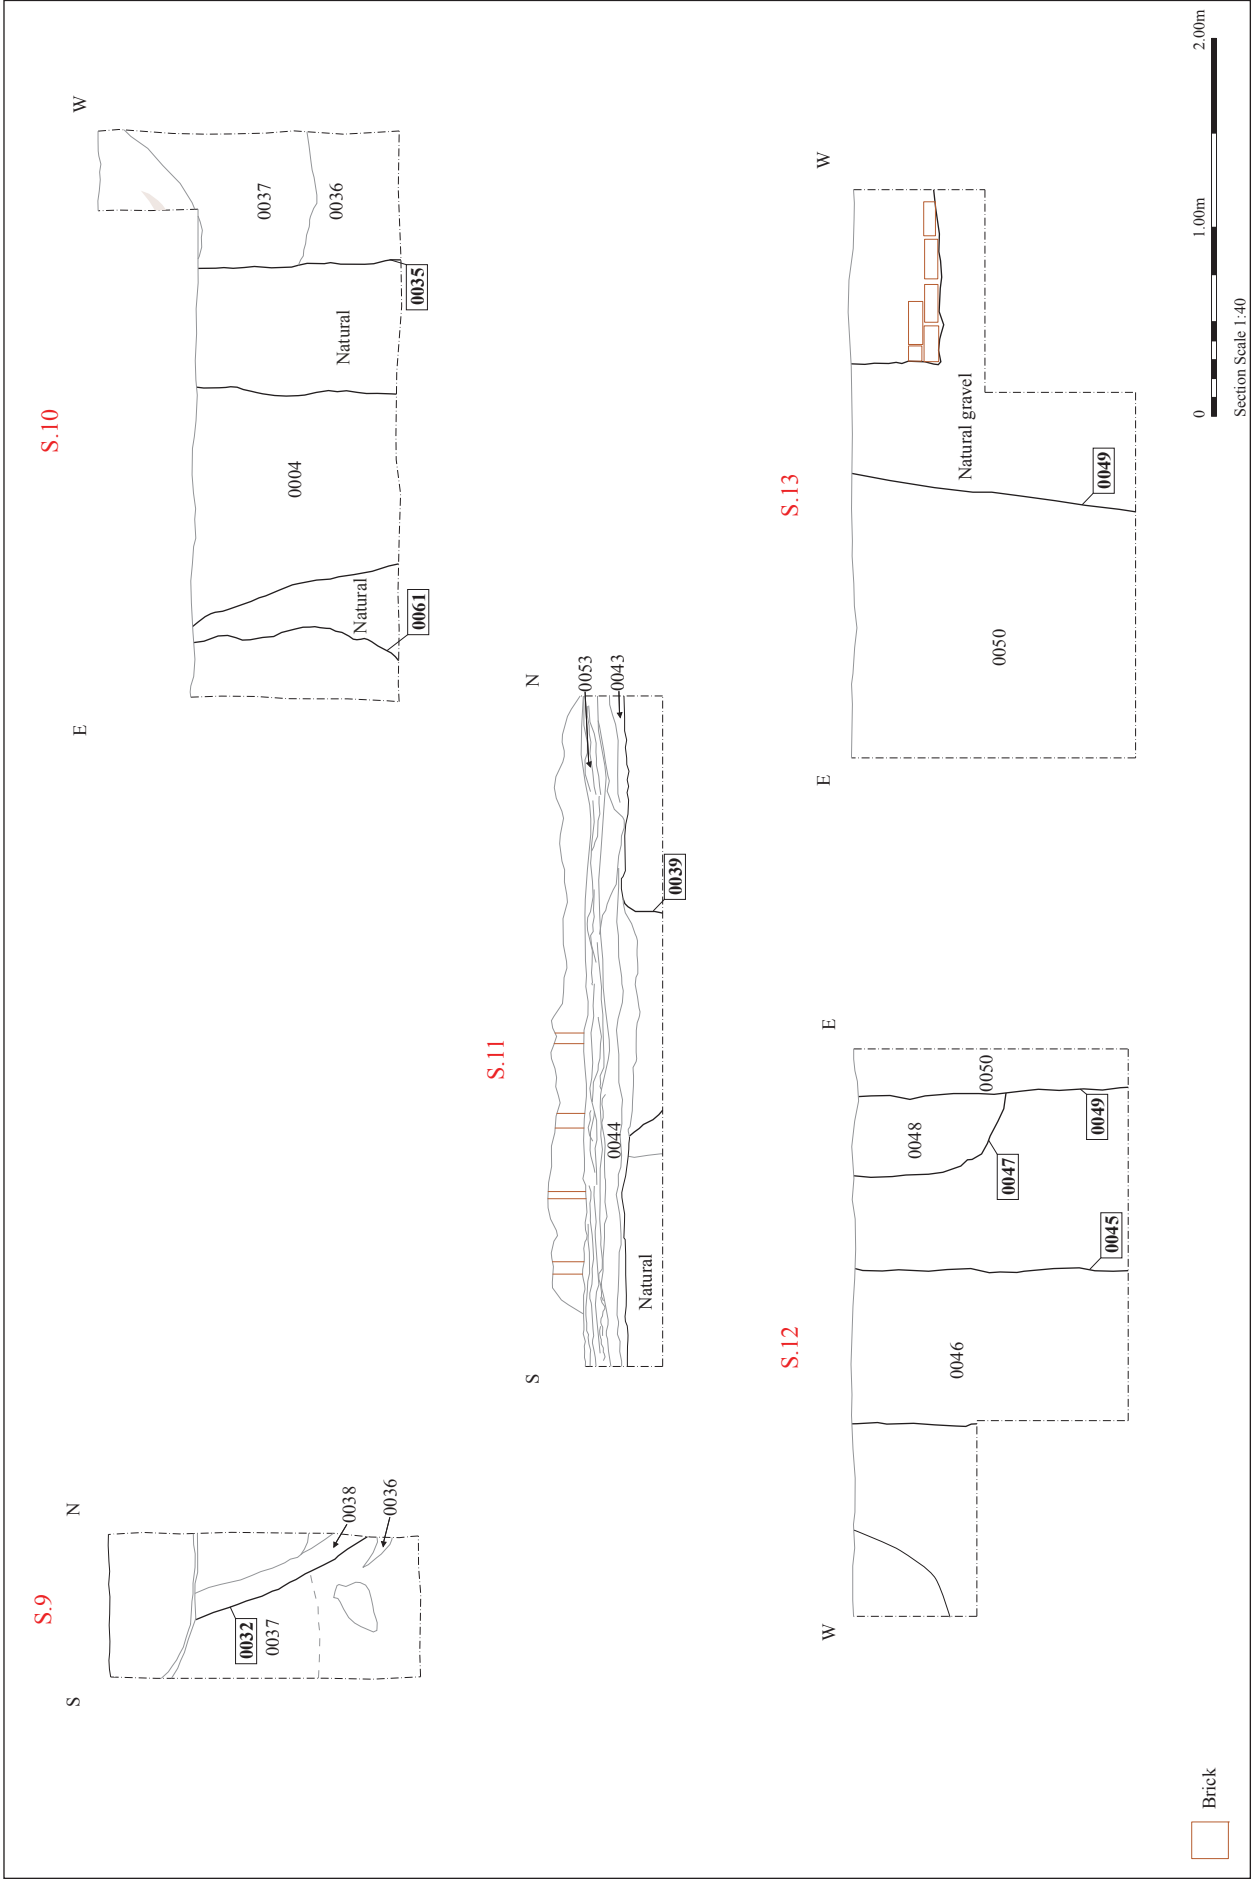 S.9
S
N
0032
0037
0038
0036
S.10
E
W
0061
Natural
0004
Natural
0035
0037
0036
S.11
S
N
Natural
0044
0039
0053
0043
S.12
W
E
0046
0045
0047
0048
0049
0050
S.13
E
W
0050
0049
Natural gravel
Brick
0
1.00m
2.00m
Section Scale 1:40